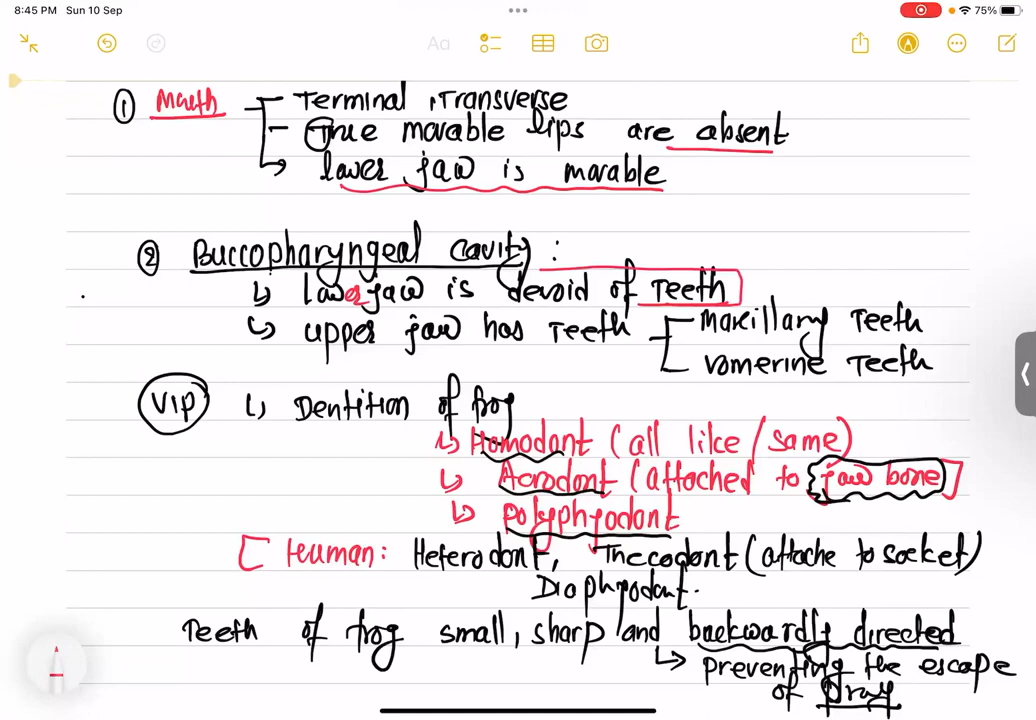 8:45 PM Sun 10 Sep
75%
Aa
① Mouth Terminal, Transverse
True movable lips are absent
lower jaw is movable
② Buccopharyngeal cavity :
lower jaw is devoid of Teeth
upper jaw has Teeth Maxillary Teeth
Vomerine Teeth
VIP Dentition of frog
Homodont (all like / same)
Acrodont (attached to jaw bone)
Polyphyodont
Human: Heterodont, Thecodont (attache to socket)
Diophyodont.
Teeth of frog small, sharp and backwardly directed
preventing the escape
of Pray